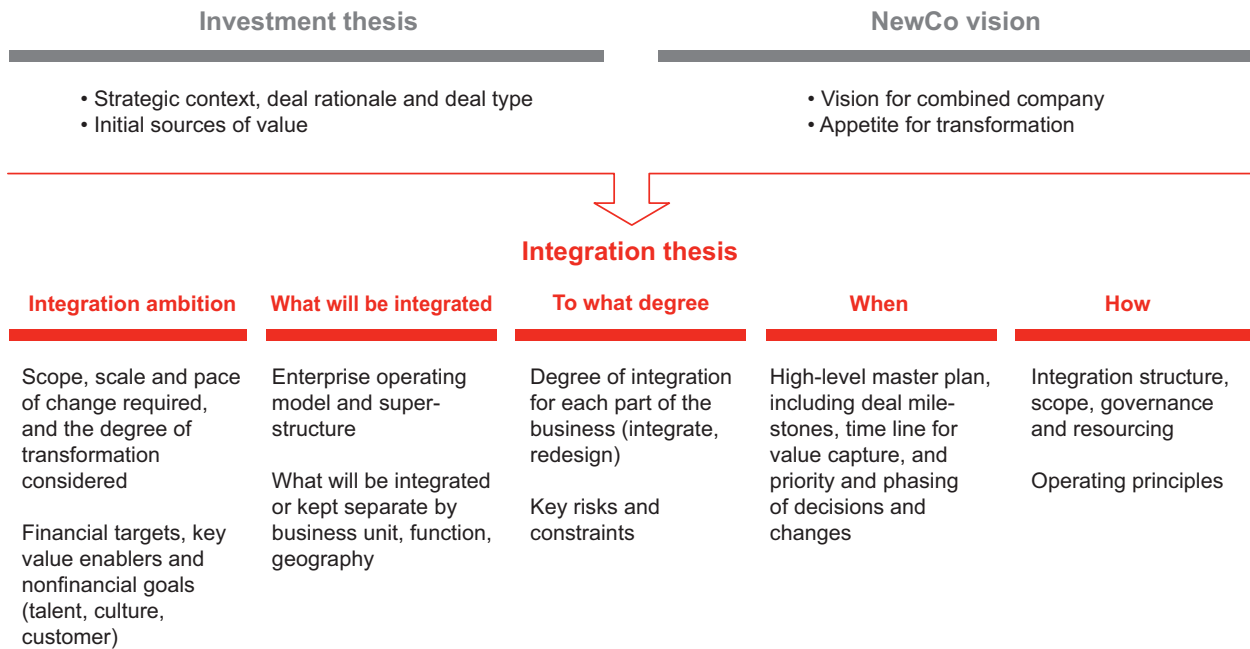 Investment thesis
• Strategic context, deal rationale and deal type
• Initial sources of value
NewCo vision
• Vision for combined company
• Appetite for transformation
Integration thesis
Integration ambition
Scope, scale and pace
of change required,
and the degree of
transformation
considered
Financial targets, key
value enablers and
nonfinancial goals
(talent, culture,
customer)
What will be integrated
Enterprise operating
model and super-
structure
What will be integrated
or kept separate by
business unit, function,
geography
To what degree
Degree of integration
for each part of the
business (integrate,
redesign)
Key risks and
constraints
When
High-level master plan,
including deal mile-
stones, time line for
value capture, and
priority and phasing
of decisions and
changes
How
Integration structure,
scope, governance
and resourcing
Operating principles